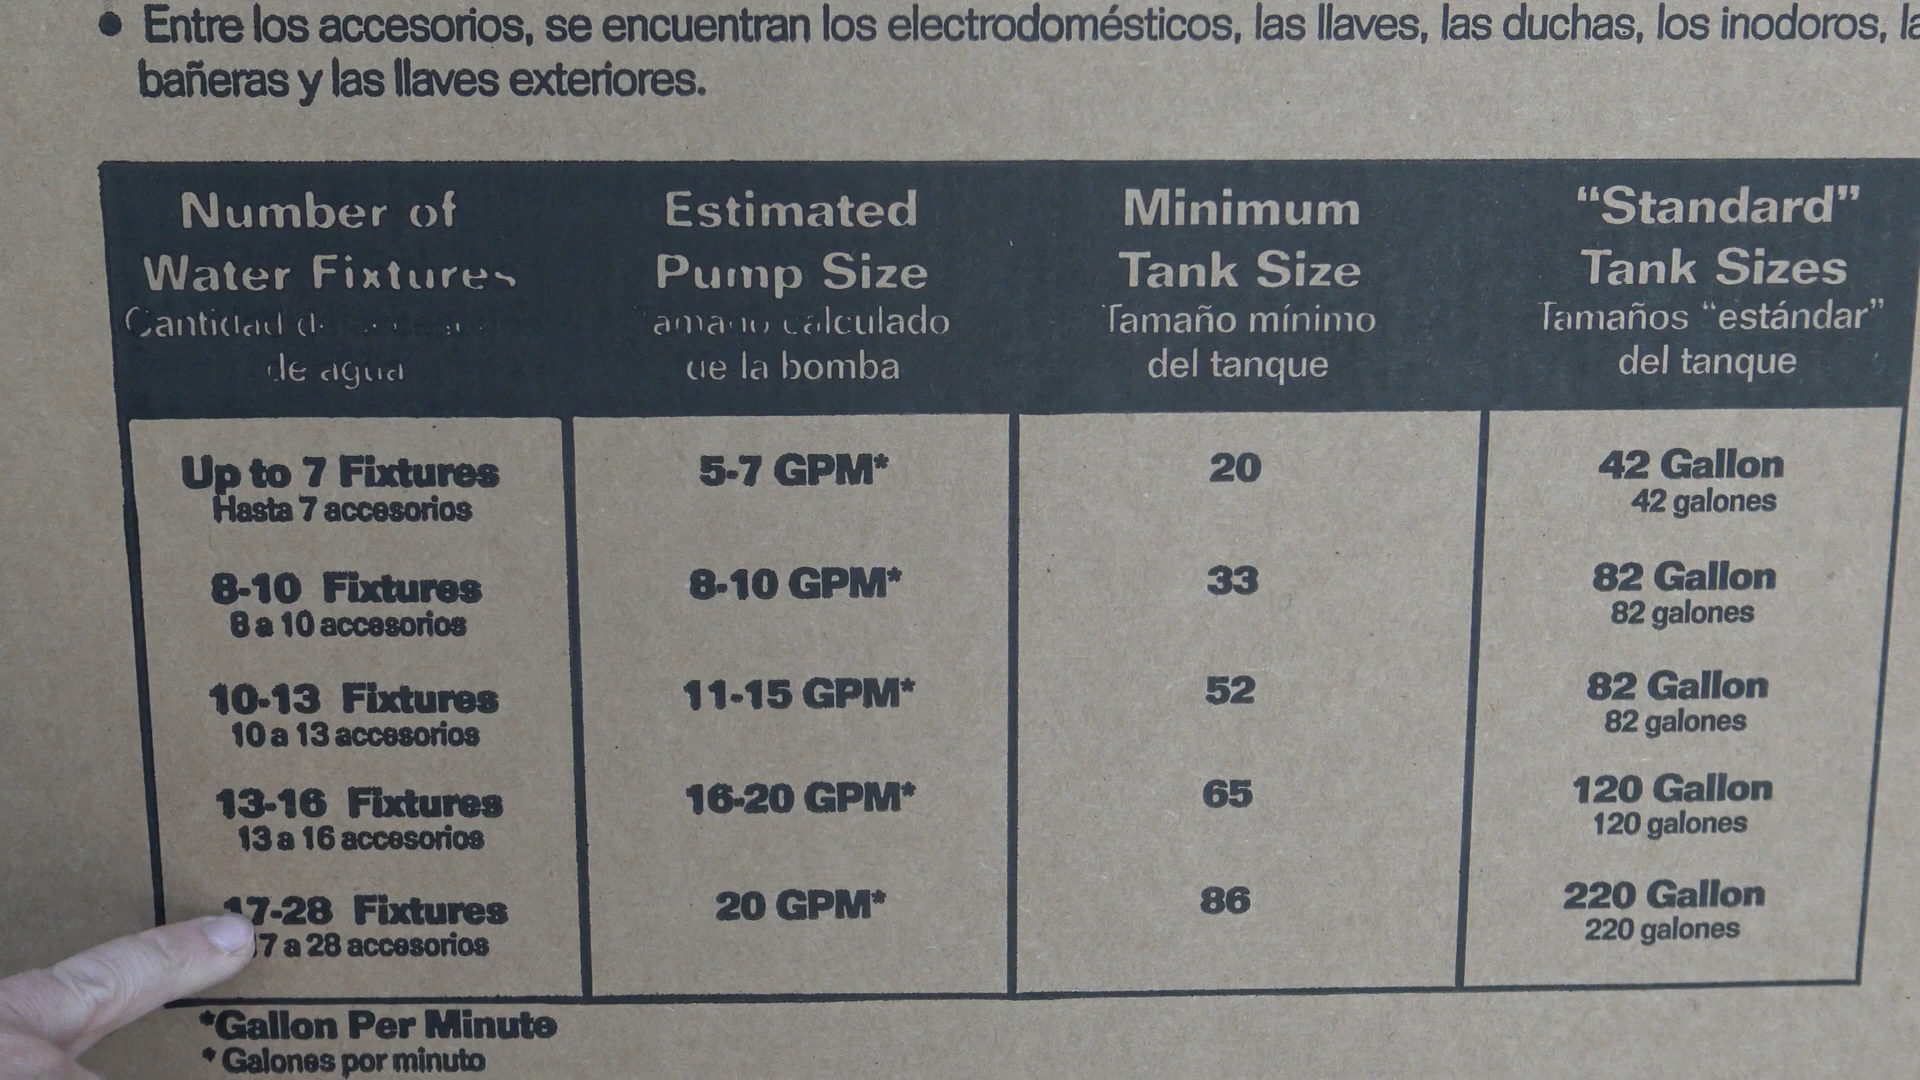 • Entre los accesorios, se encuentran los electrodomésticos, las llaves, las duchas, los inodoros,
bañeras y las llaves exteriores.
Number of Water Fixtures
Cantidad
de agua
Estimated Pump Size
calculado
de la bomba
Minimum Tank Size
Tamaño mínimo
del tanque
“Standard” Tank Sizes
Tamaños “estándar”
del tanque
Up to 7 Fixtures 5-7 GPM* 20 42 Gallon
Hasta 7 accesorios 42 galones
8-10 Fixtures 8-10 GPM* 33 82 Gallon
8 a 10 accesorios 82 galones
10-13 Fixtures 11-15 GPM* 52 82 Gallon
10 a 13 accesorios 82 galones
13-16 Fixtures 16-20 GPM* 65 120 Gallon
13 a 16 accesorios 120 galones
17-28 Fixtures 20 GPM* 86 220 Gallon
17 a 28 accesorios 220 galones
*Gallon Per Minute
* Galones por minuto